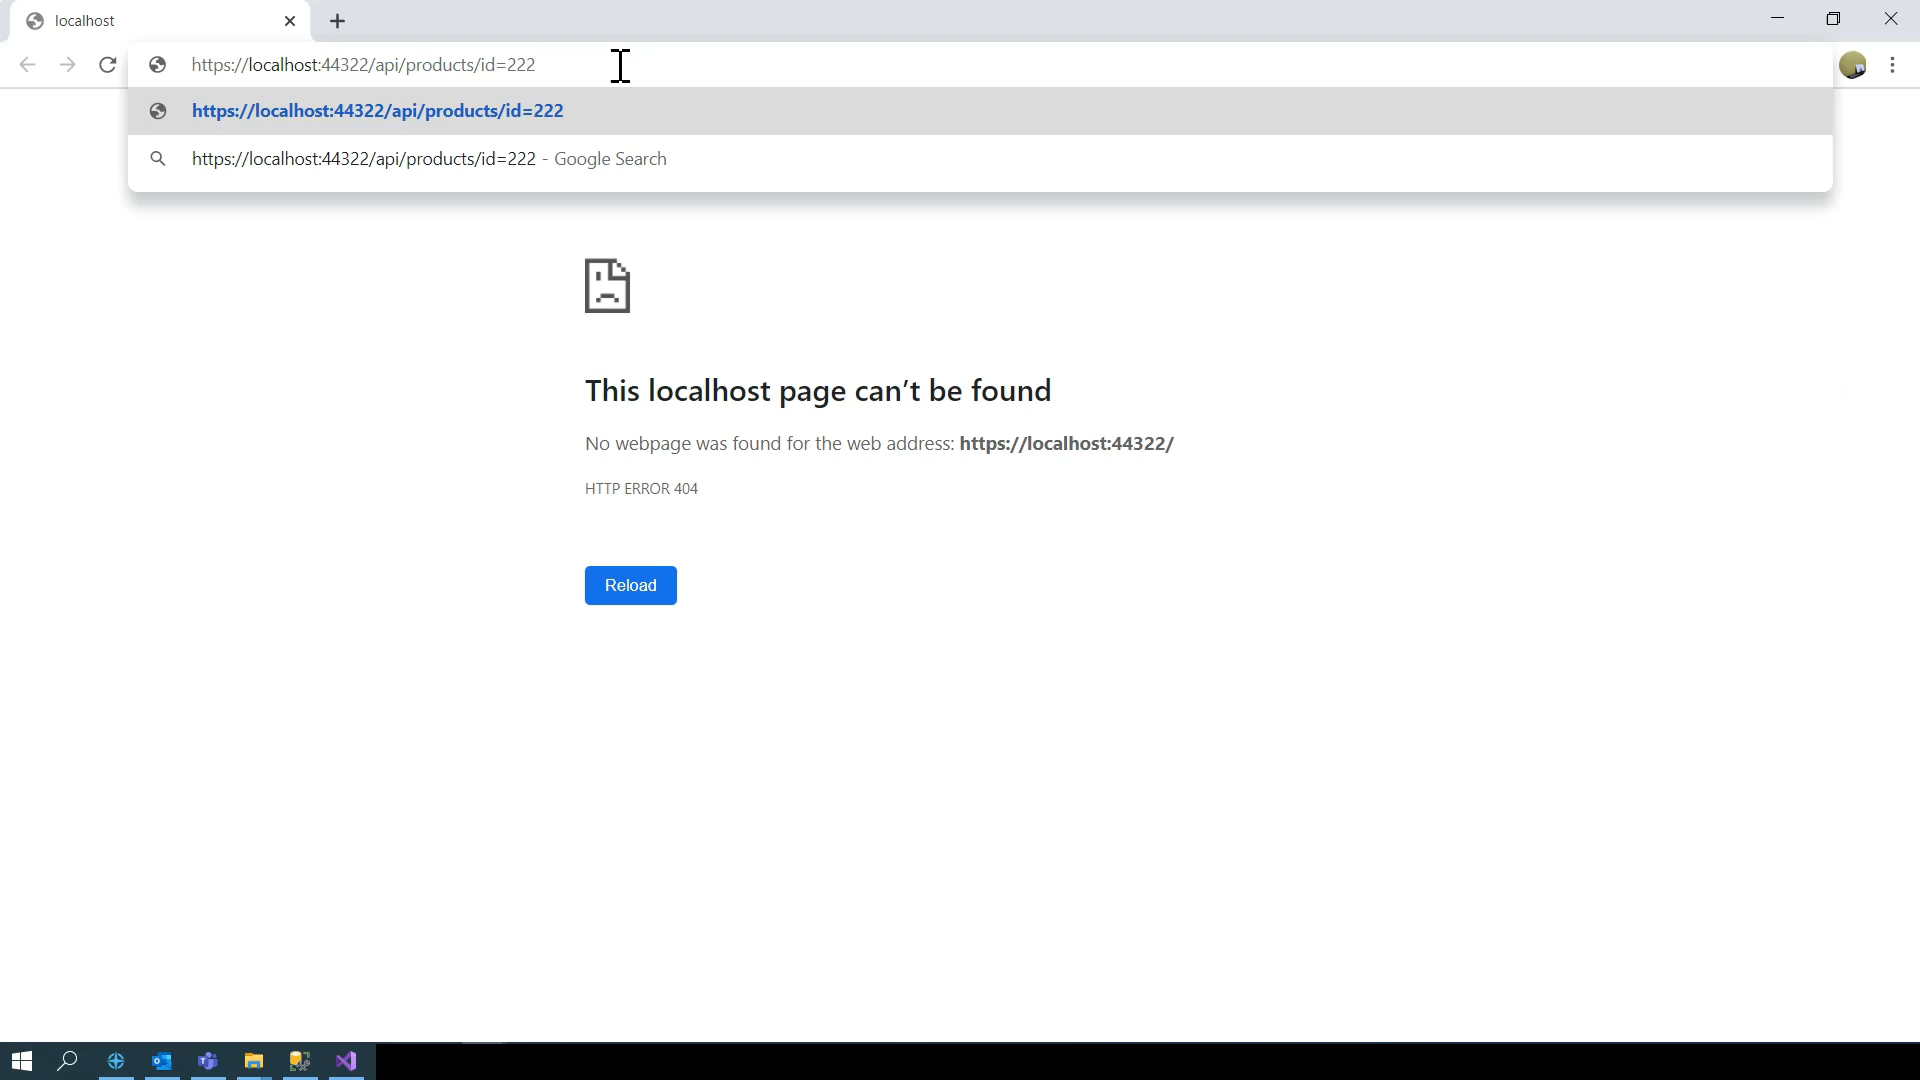 localhost
https://localhost:44322/api/products/id=222
https://localhost:44322/api/products/id=222
https://localhost:44322/api/products/id=222 - Google Search
This localhost page can’t be found
No webpage was found for the web address: https://localhost:44322/
HTTP ERROR 404
Reload